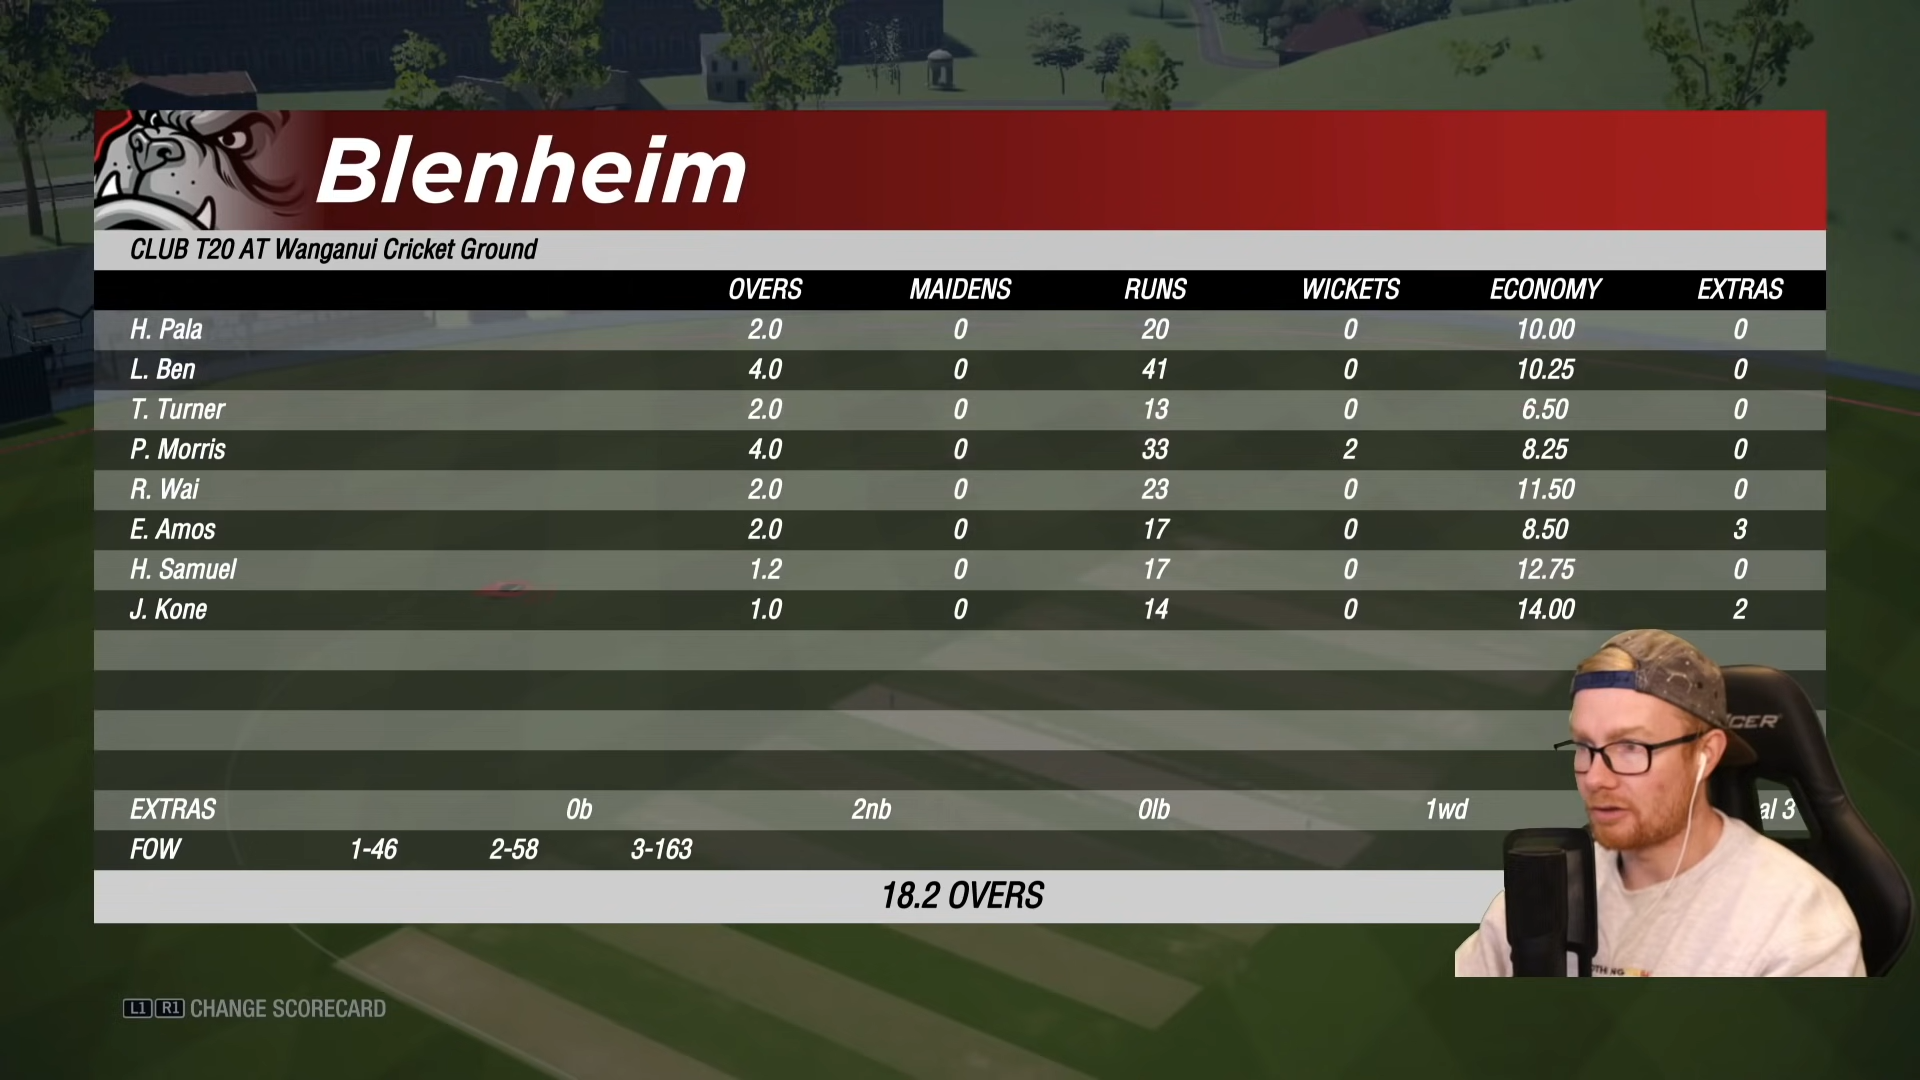 Blenheim
CLUB T20 AT Wanganui Cricket Ground
OVERS MAIDENS RUNS WICKETS ECONOMY EXTRAS
H. Pala 2.0 0 20 0 10.00 0
L. Ben 4.0 0 41 0 10.25 0
T. Turner 2.0 0 13 0 6.50 0
P. Morris 4.0 0 33 2 8.25 0
R. Wai 2.0 0 23 0 11.50 0
E. Amos 2.0 0 17 0 8.50 3
H. Samuel 1.2 0 17 0 12.75 0
J. Kone 1.0 0 14 0 14.00 2
EXTRAS 0b 2nb 0lb 1wd al 3
FOW 1-46 2-58 3-163
18.2 OVERS
L1 R1 CHANGE SCORECARD